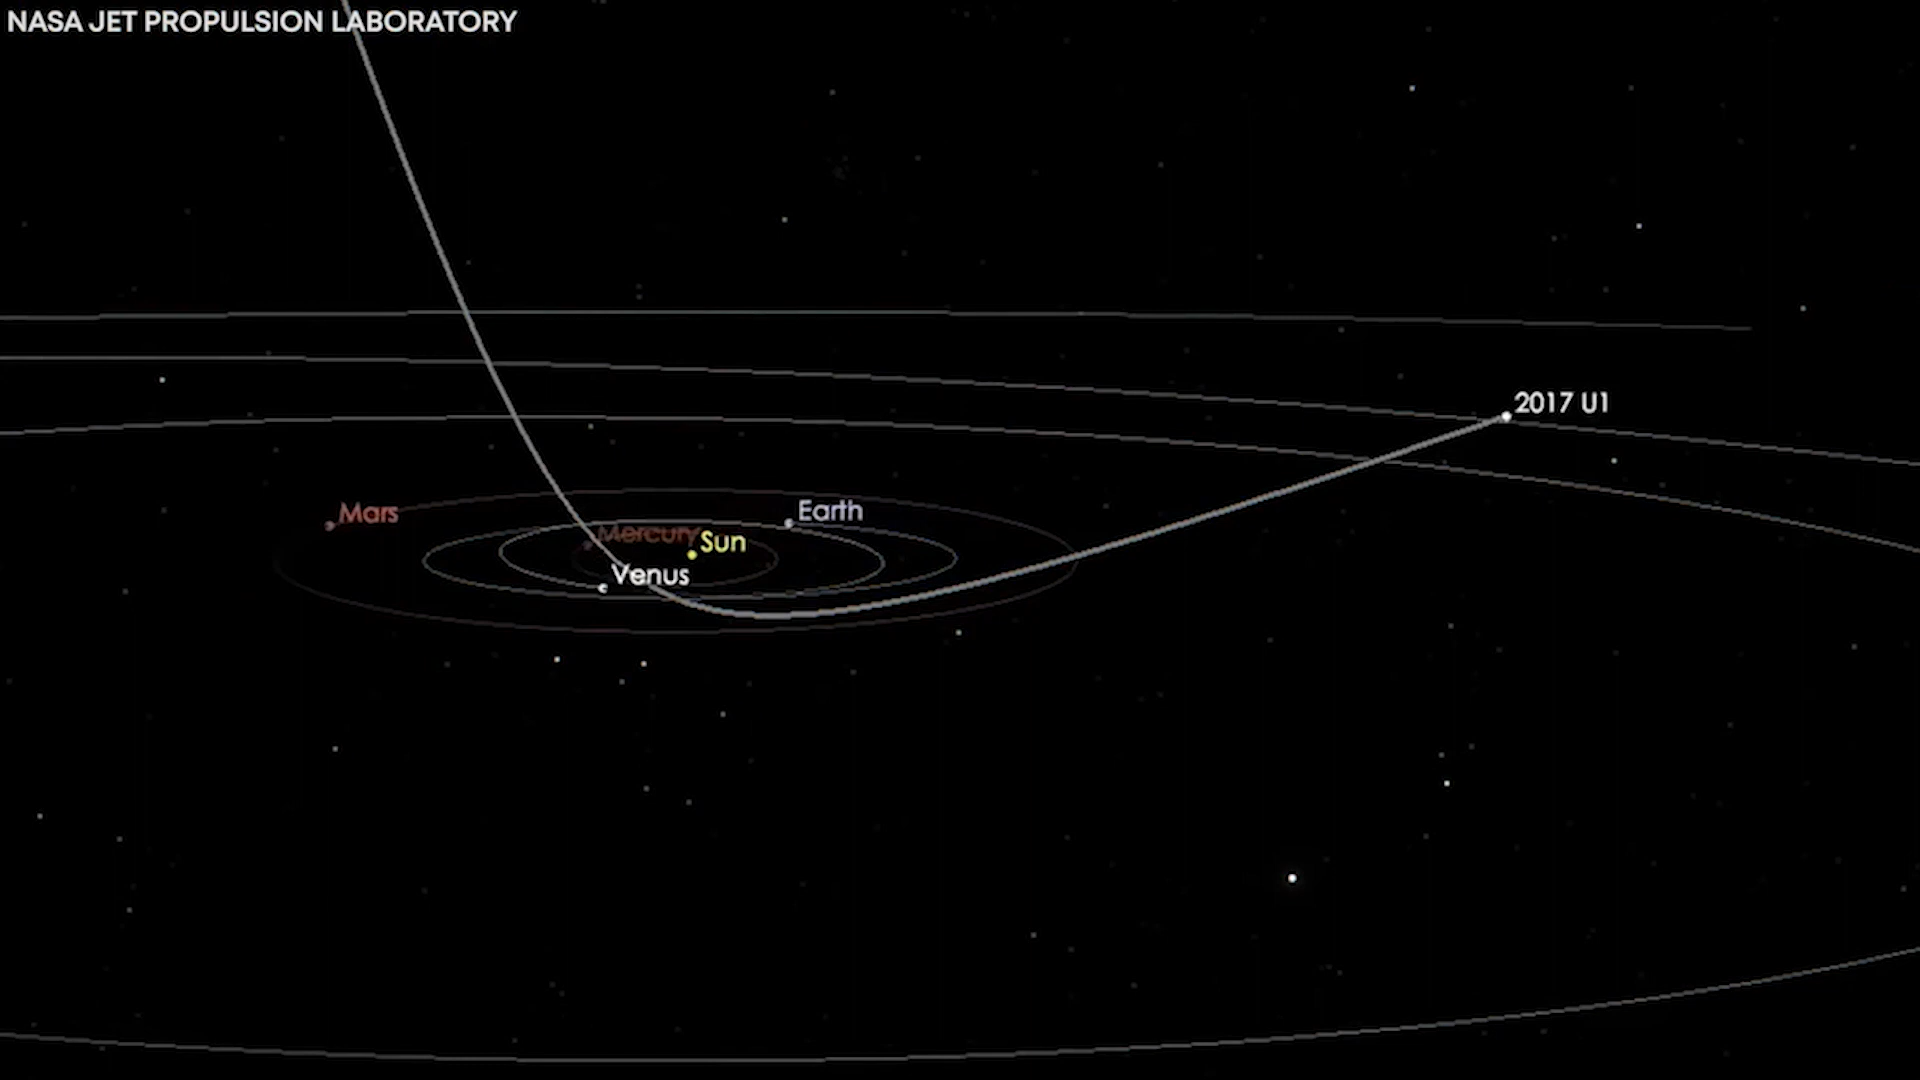 NASA JET PROPULSION LABORATORY
2017 U1
Mars
Earth
Mercury
Sun
Venus